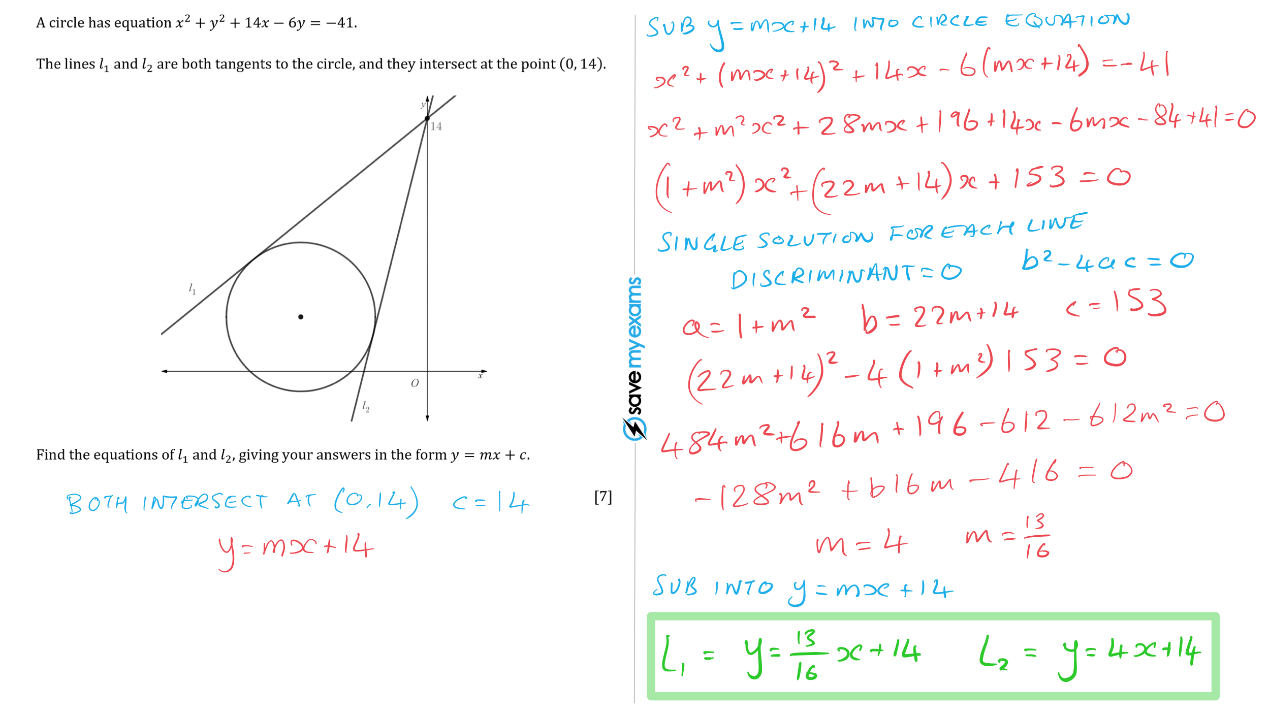 A circle has equation x² + y² + 14x − 6y = −41.
The lines l₁ and l₂ are both tangents to the circle, and they intersect at the point (0, 14).
y
14
l₁
O
x
l₂
Find the equations of l₁ and l₂, giving your answers in the form y = mx + c.
[7]
BOTH INTERSECT AT (0,14) c=14
y=mx+14
save my exams
SUB y=mx+14 INTO CIRCLE EQUATION
x²+(mx+14)²+14x-6(mx+14)=-41
x²+m²x²+28mx+196+14x-6mx-84+41=0
(1+m²)x²+(22m+14)x+153=0
SINGLE SOLUTION FOR EACH LINE
DISCRIMINANT=0 b²-4ac=0
a=1+m² b=22m+14 c=153
(22m+14)²-4(1+m²)153=0
484m²+616m+196-612-612m²=0
-128m²+616m-416=0
m=4 m=13/16
SUB INTO y=mx+14
L₁ = y=13/16 x+14 L₂ = y=4x+14